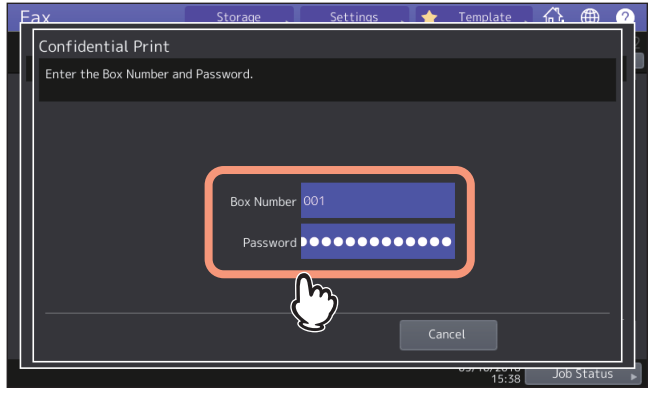 Fax Storage Settings Template ?
Confidential Print
Enter the Box Number and Password.
Box Number 001
Password ●●●●●●●●●●●●●
Cancel
15:38 Job Status